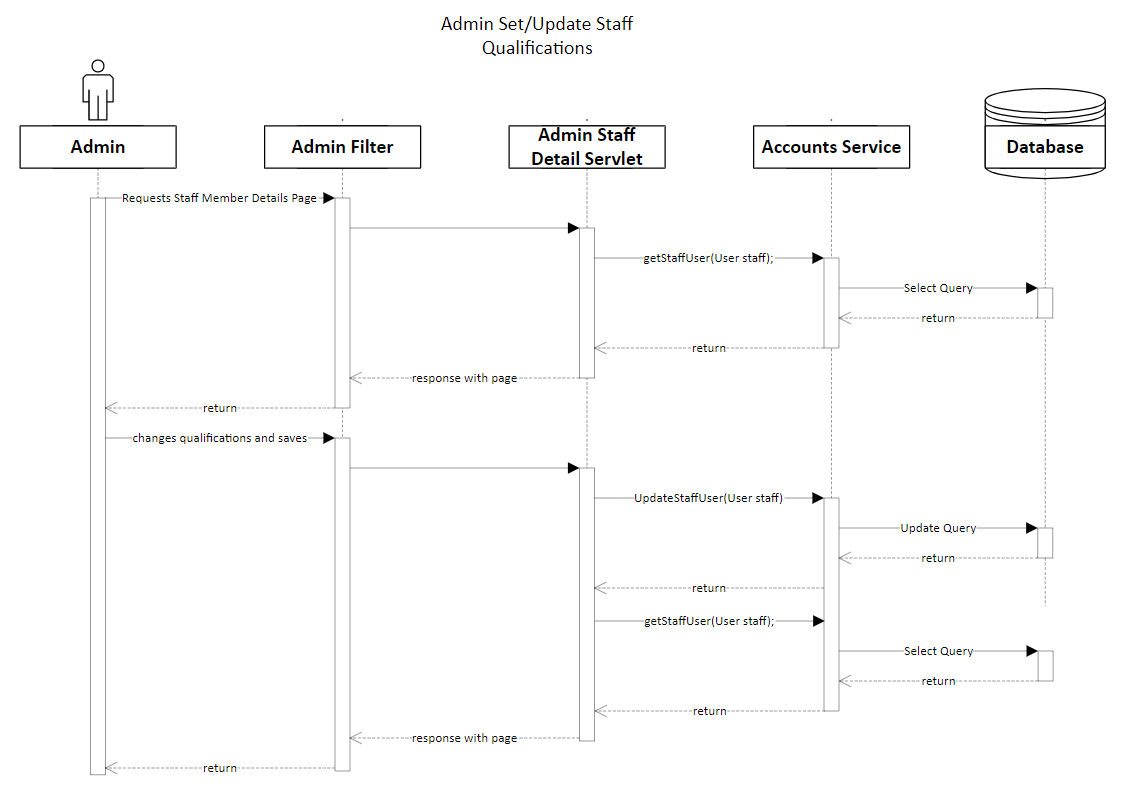 Admin Set/Update Staff
Qualifications
Admin
Admin Filter
Admin Staff
Detail Servlet
Accounts Service
Database
Requests Staff Member Details Page
getStaffUser(User staff);
Select Query
return
return
response with page
return
changes qualifications and saves
UpdateStaffUser(User staff)
Update Query
return
return
getStaffUser(User staff);
Select Query
return
return
response with page
return